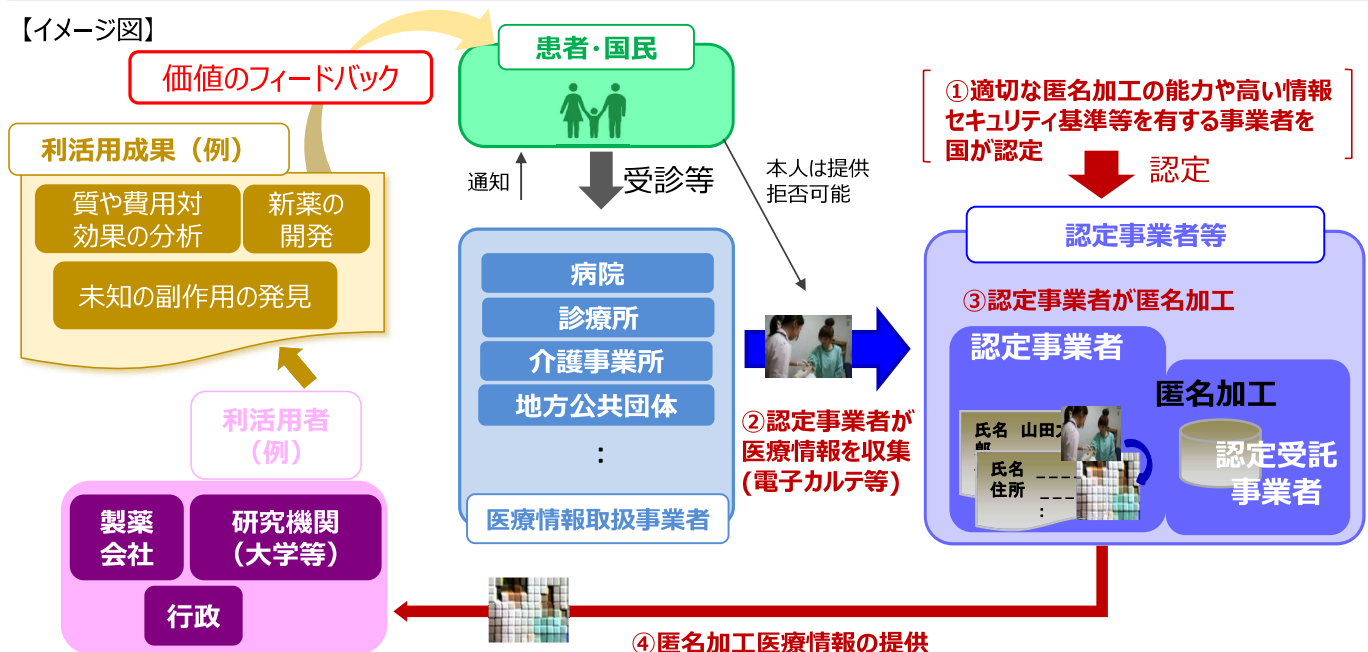 【イメージ図】
価値のフィードバック
患者・国民
①適切な匿名加工の能力や高い情報
セキュリティ基準等を有する事業者を
国が認定
認定
利活用成果（例）
質や費用対
効果の分析
新薬の
開発
未知の副作用の発見
通知
受診等
本人は提供
拒否可能
病院
診療所
介護事業所
地方公共団体
：
医療情報取扱事業者
②認定事業者が
医療情報を収集
(電子カルテ等)
認定事業者等
③認定事業者が匿名加工
認定事業者
匿名加工
氏名 山田太
郎
氏名
住所
：
認定受託
事業者
利活用者
（例）
製薬
会社
研究機関
（大学等）
行政
④匿名加工医療情報の提供